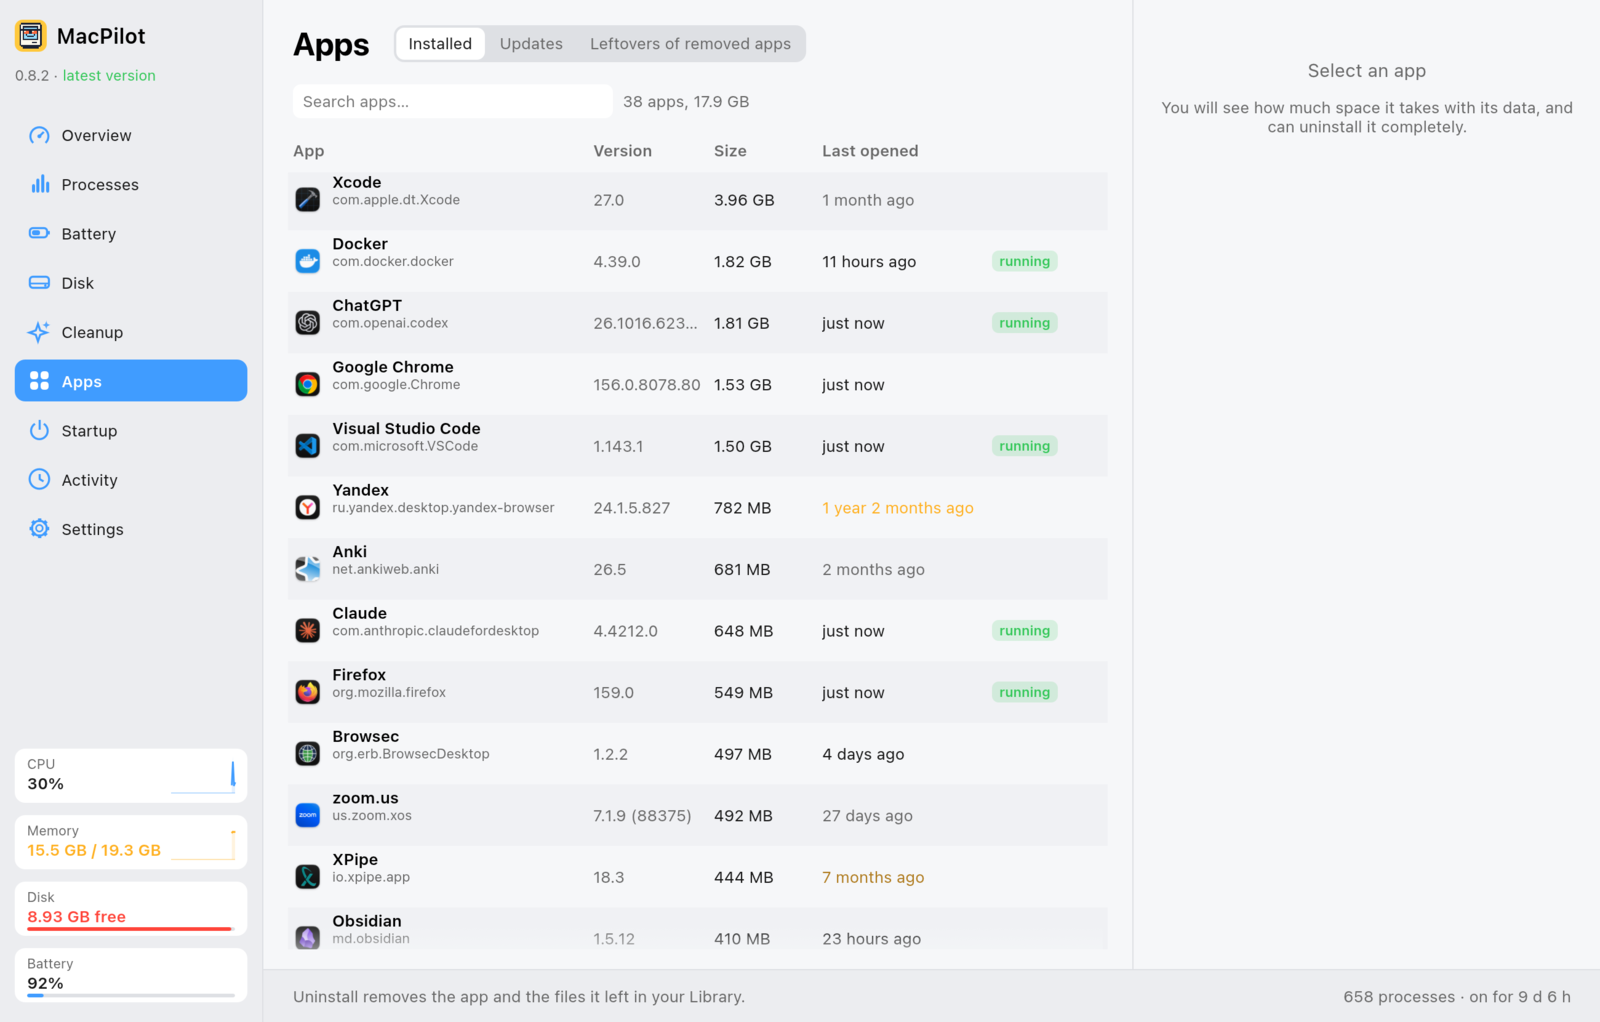 MacPilot
0.8.2 · latest version
Overview
Processes
Battery
Disk
Cleanup
Apps
Startup
Activity
Settings
CPU
30%
Memory
15.5 GB / 19.3 GB
Disk
8.93 GB free
Battery
92%
Apps
Installed Updates Leftovers of removed apps
Search apps... 38 apps, 17.9 GB
App Version Size Last opened
Xcode
com.apple.dt.Xcode 27.0 3.96 GB 1 month ago
Docker
com.docker.docker 4.39.0 1.82 GB 11 hours ago running
ChatGPT
com.openai.codex 26.1016.623... 1.81 GB just now running
Google Chrome
com.google.Chrome 156.0.8078.80 1.53 GB just now
Visual Studio Code
com.microsoft.VSCode 1.143.1 1.50 GB just now running
Yandex
ru.yandex.desktop.yandex-browser 24.1.5.827 782 MB 1 year 2 months ago
Anki
net.ankiweb.anki 26.5 681 MB 2 months ago
Claude
com.anthropic.claudefordesktop 4.4212.0 648 MB just now running
Firefox
org.mozilla.firefox 159.0 549 MB just now running
Browsec
org.erb.BrowsecDesktop 1.2.2 497 MB 4 days ago
zoom.us
zoom us.zoom.xos 7.1.9 (88375) 492 MB 27 days ago
XPipe
io.xpipe.app 18.3 444 MB 7 months ago
Obsidian
md.obsidian 1.5.12 410 MB 23 hours ago
Select an app
You will see how much space it takes with its data, and
can uninstall it completely.
Uninstall removes the app and the files it left in your Library.
658 processes · on for 9 d 6 h